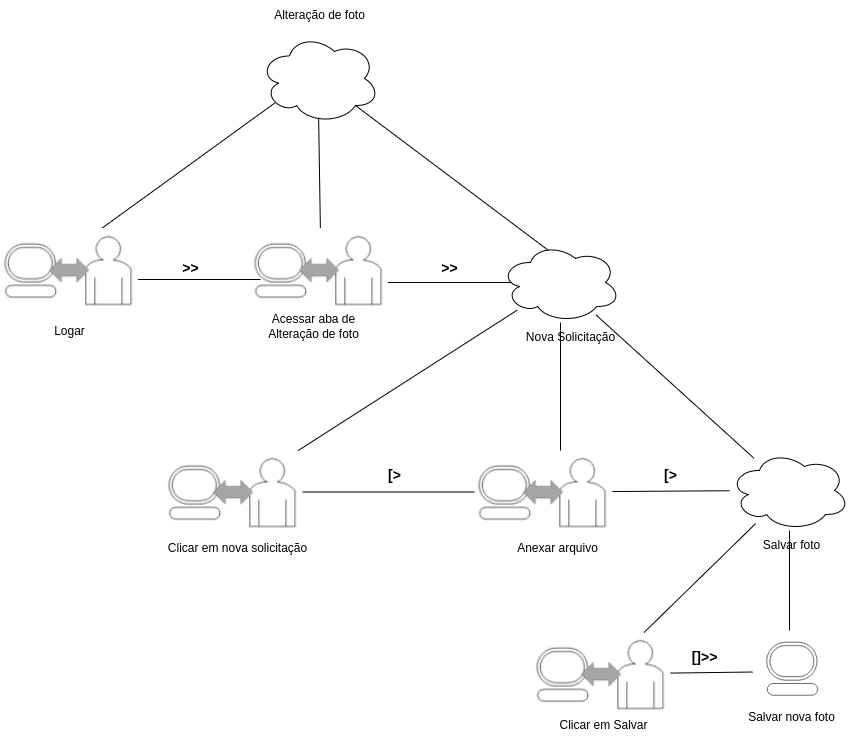 Alteração de foto
>>
>>
Logar
Acessar aba de
Alteração de foto
Nova Solicitação
[>
[>
Clicar em nova solicitação
Anexar arquivo
Salvar foto
[]>>
Clicar em Salvar
Salvar nova foto